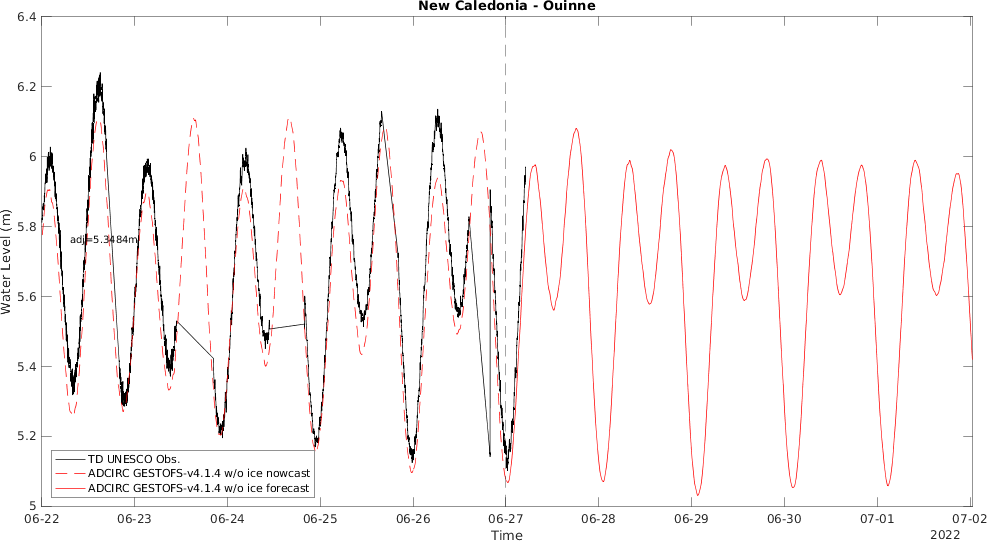 New Caledonia - Ouinne
6.4
6.2
6
5.8
5.6
5.4
5.2
5
Water Level (m)
adj=5.3484m
TD UNESCO Obs.
ADCIRC GESTOFS-v4.1.4 w/o ice nowcast
ADCIRC GESTOFS-v4.1.4 w/o ice forecast
06-22 06-23 06-24 06-25 06-26 06-27 06-28 06-29 06-30 07-01 07-02
Time 2022